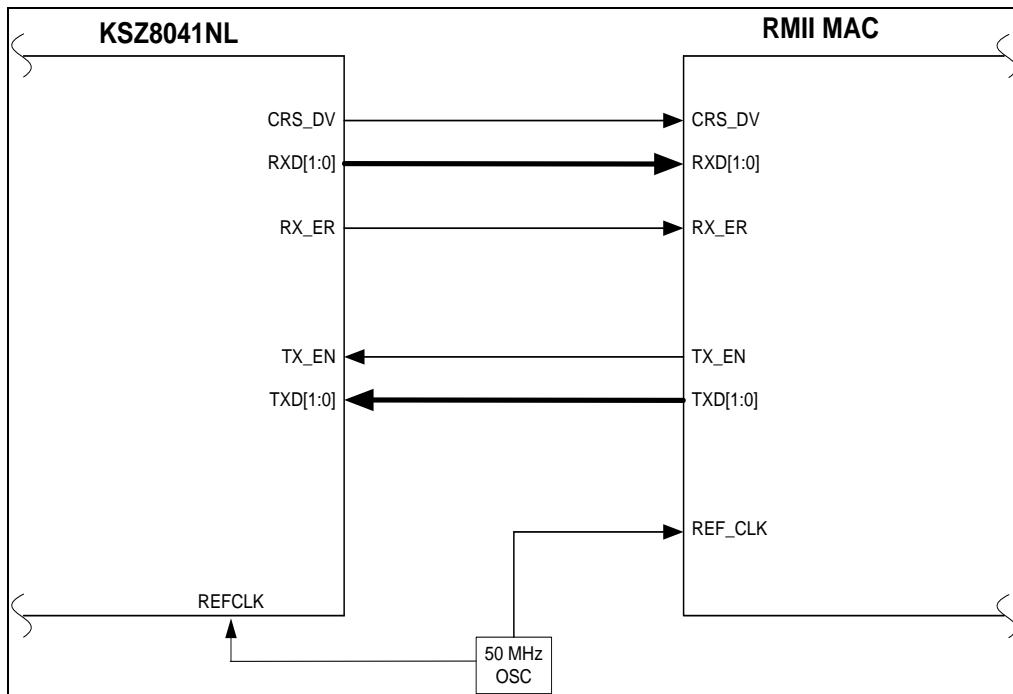 KSZ8041NL
RMII MAC
CRS_DV
CRS_DV
RXD[1:0]
RXD[1:0]
RX_ER
RX_ER
TX_EN
TX_EN
TXD[1:0]
TXD[1:0]
REF_CLK
REFCLK
50 MHz
OSC